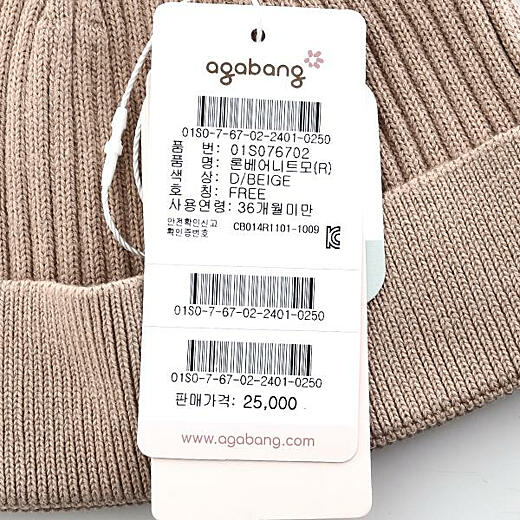 agabang
01S0-7-67-02-2401-0250
품 번: 01S076702
품 명: 론베어니트모(R)
색 상: D/BEIGE
호 칭: FREE
사용연령: 36개월미만
안전확인신고
확인증번호 CB014R1101-1009
01S0-7-67-02-2401-0250
01S0-7-67-02-2401-0250
판매가격: 25,000
www.agabang.com